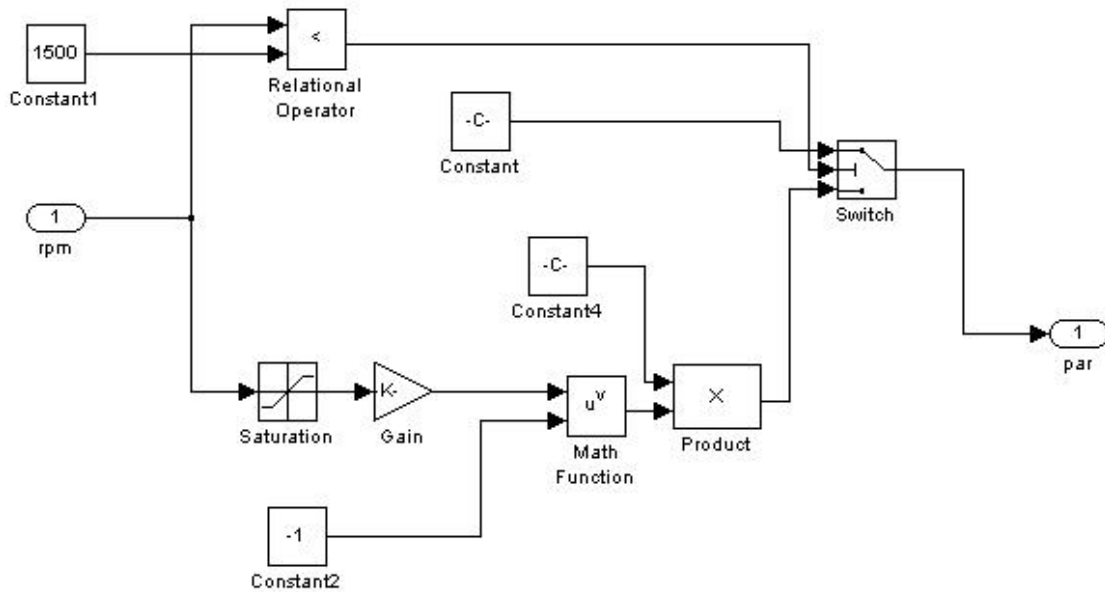 1500
Constant1
<
Relational
Operator
-C-
Constant
Switch
1
rpm
-C-
Constant4
1
par
Saturation
K-
Gain
u^v
Math
Function
X
Product
-1
Constant2